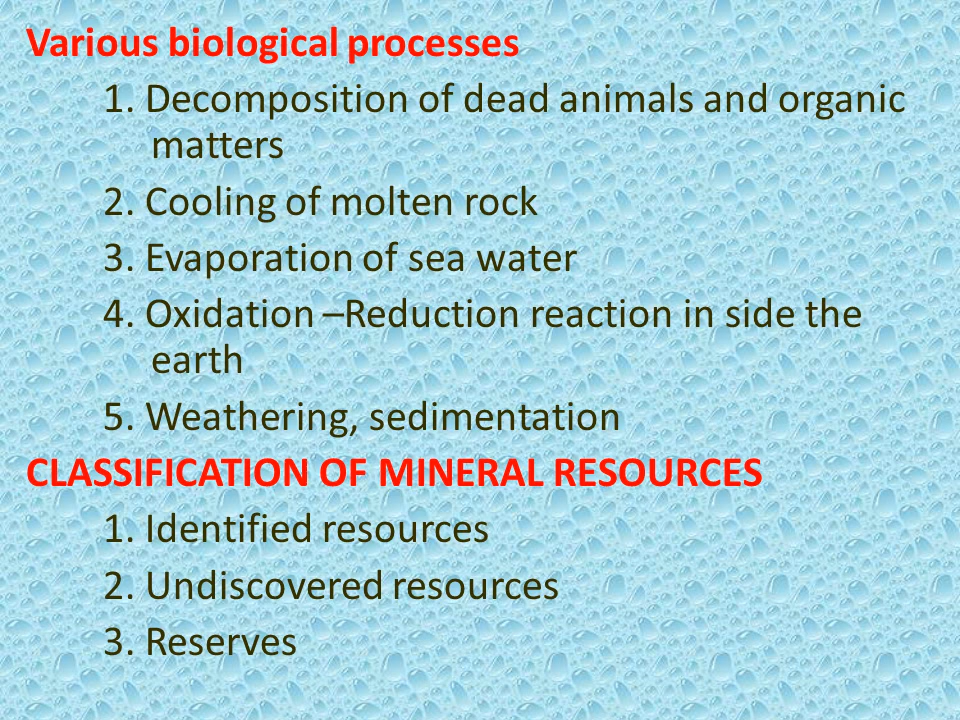 Various biological processes
1. Decomposition of dead animals and organic
matters
2. Cooling of molten rock
3. Evaporation of sea water
4. Oxidation –Reduction reaction in side the
earth
5. Weathering, sedimentation
CLASSIFICATION OF MINERAL RESOURCES
1. Identified resources
2. Undiscovered resources
3. Reserves